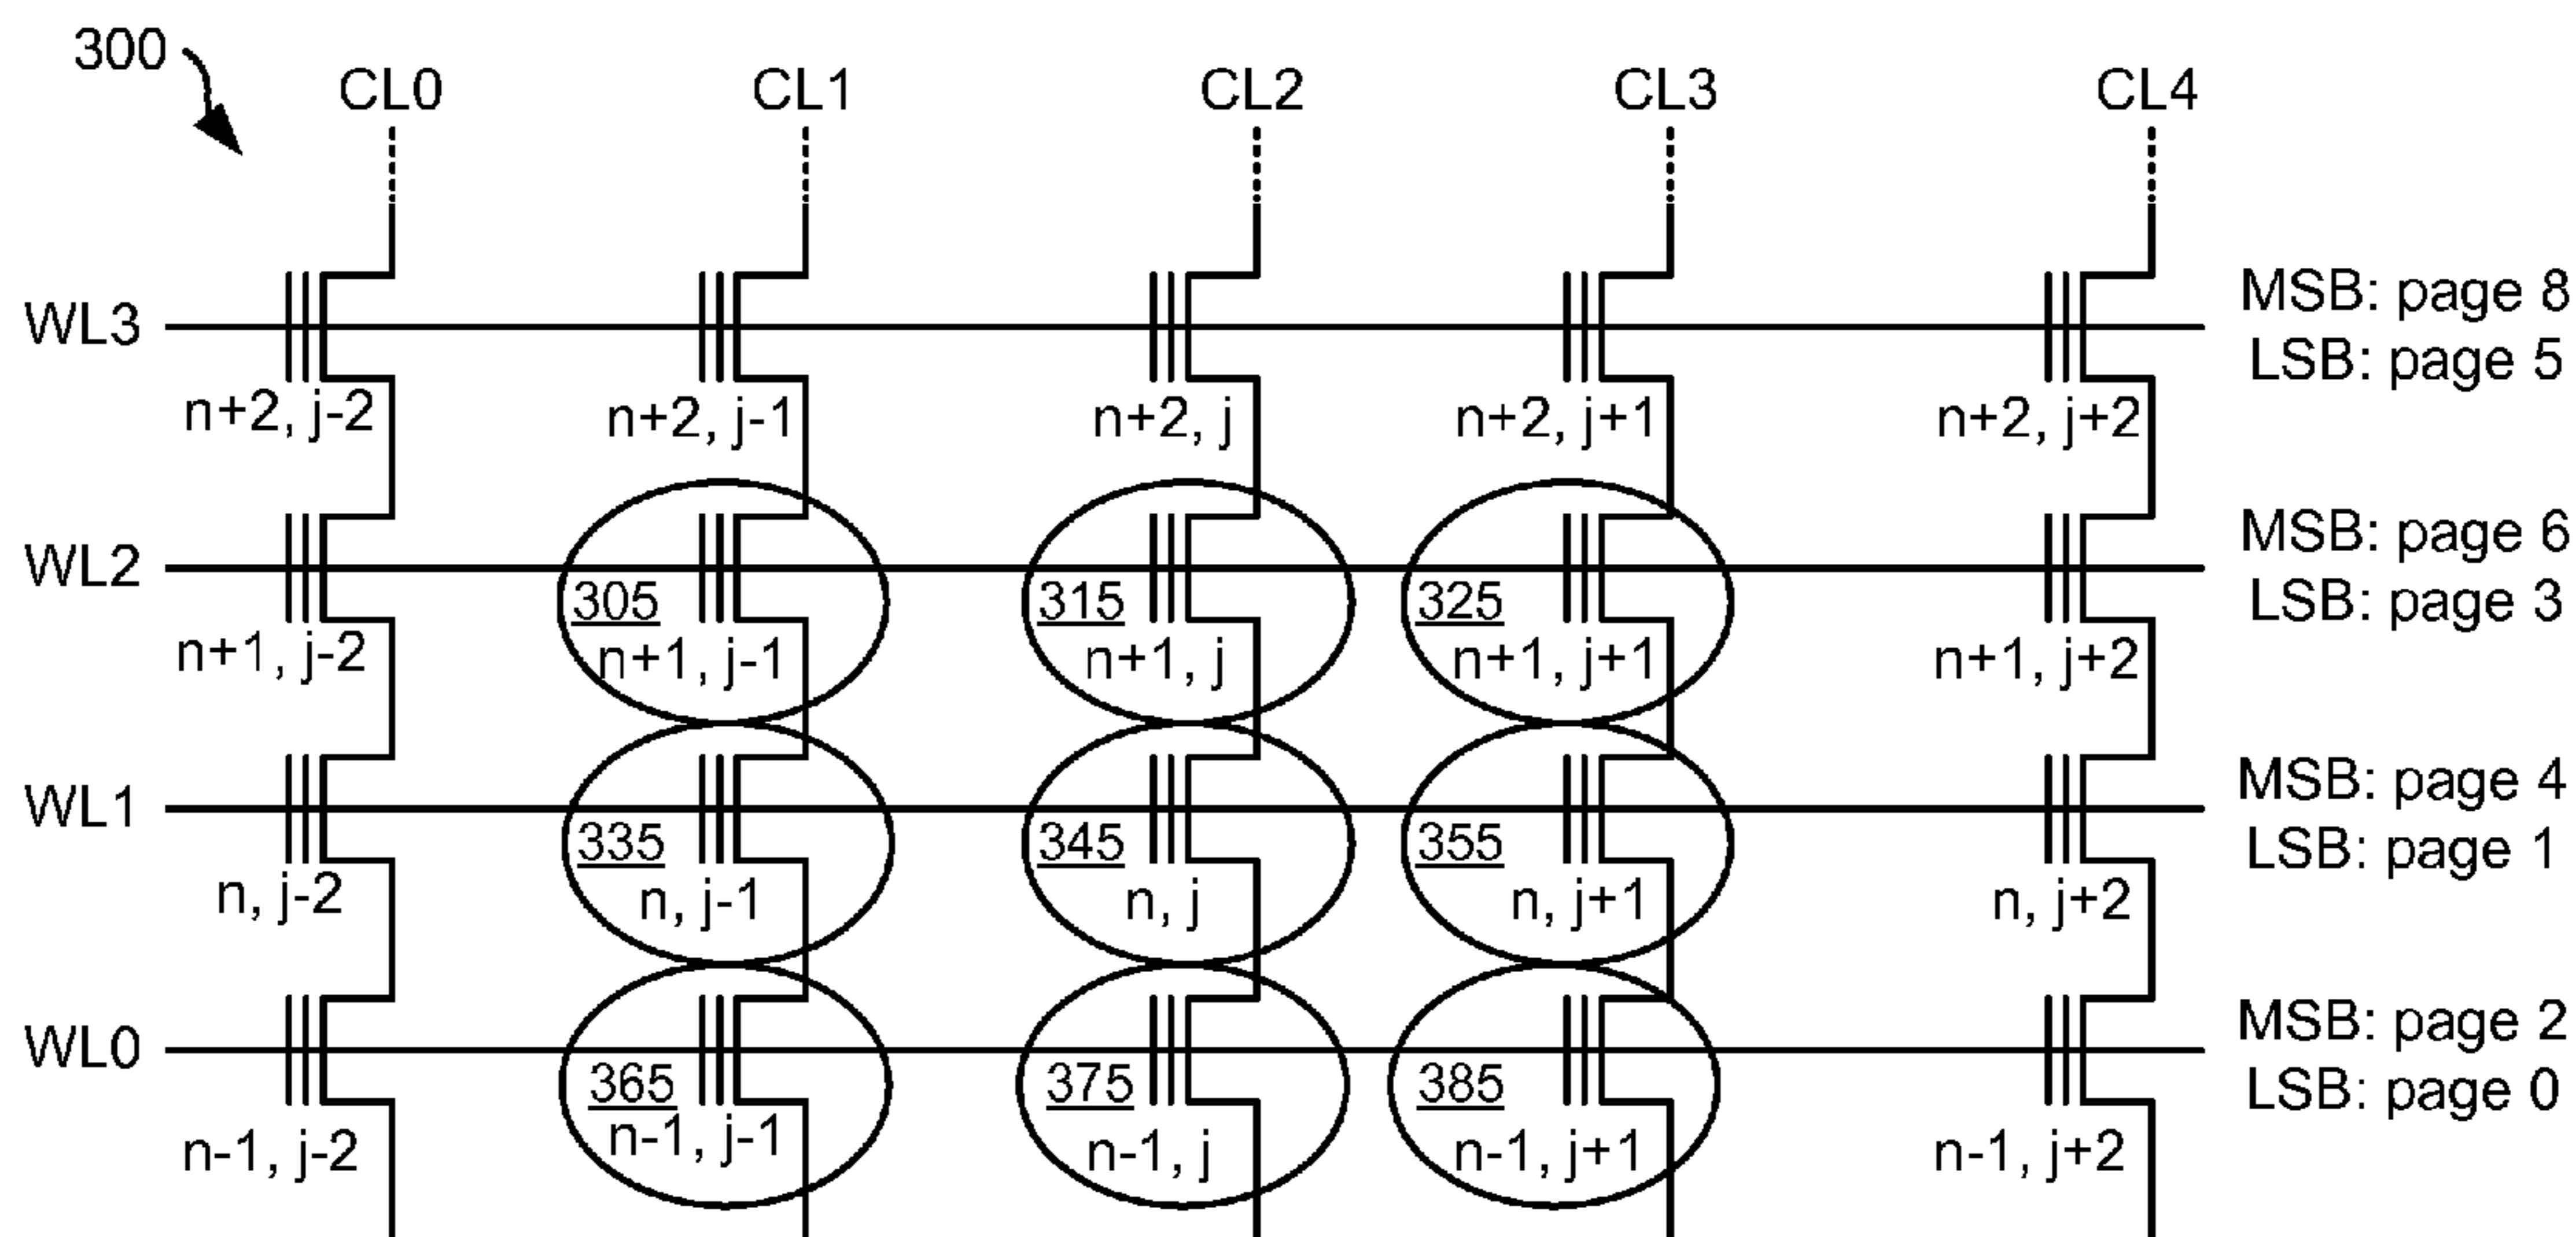 300
CL0 CL1 CL2 CL3 CL4
MSB: page 8
WL3
LSB: page 5
n+2, j-2 n+2, j-1 n+2, j n+2, j+1 n+2, j+2
MSB: page 6
WL2
305 315 325 LSB: page 3
n+1, j-2 n+1, j-1 n+1, j n+1, j+1 n+1, j+2
MSB: page 4
WL1
335 345 355 LSB: page 1
n, j-2 n, j-1 n, j n, j+1 n, j+2
MSB: page 2
WL0
365 375 385 LSB: page 0
n-1, j-2 n-1, j-1 n-1, j n-1, j+1 n-1, j+2